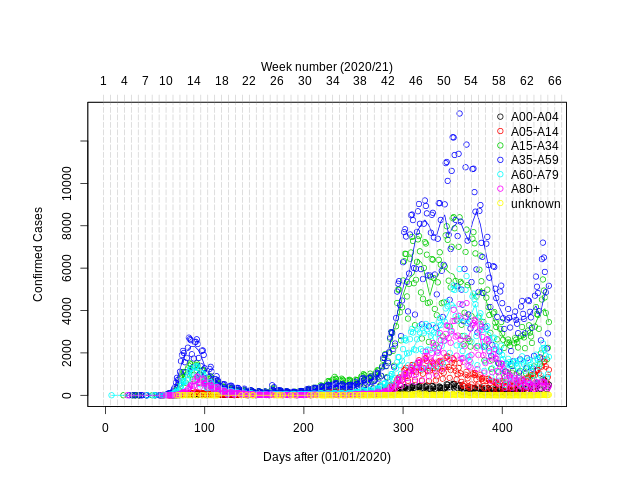 Week number (2020/21)
1 4 7 10 14 18 22 26 30 34 38 42 46 50 54 58 62 66
A00-A04
A05-A14
A15-A34
A35-A59
A60-A79
A80+
unknown
Confirmed Cases
10000
8000
6000
4000
2000
0
0 100 200 300 400
Days after (01/01/2020)